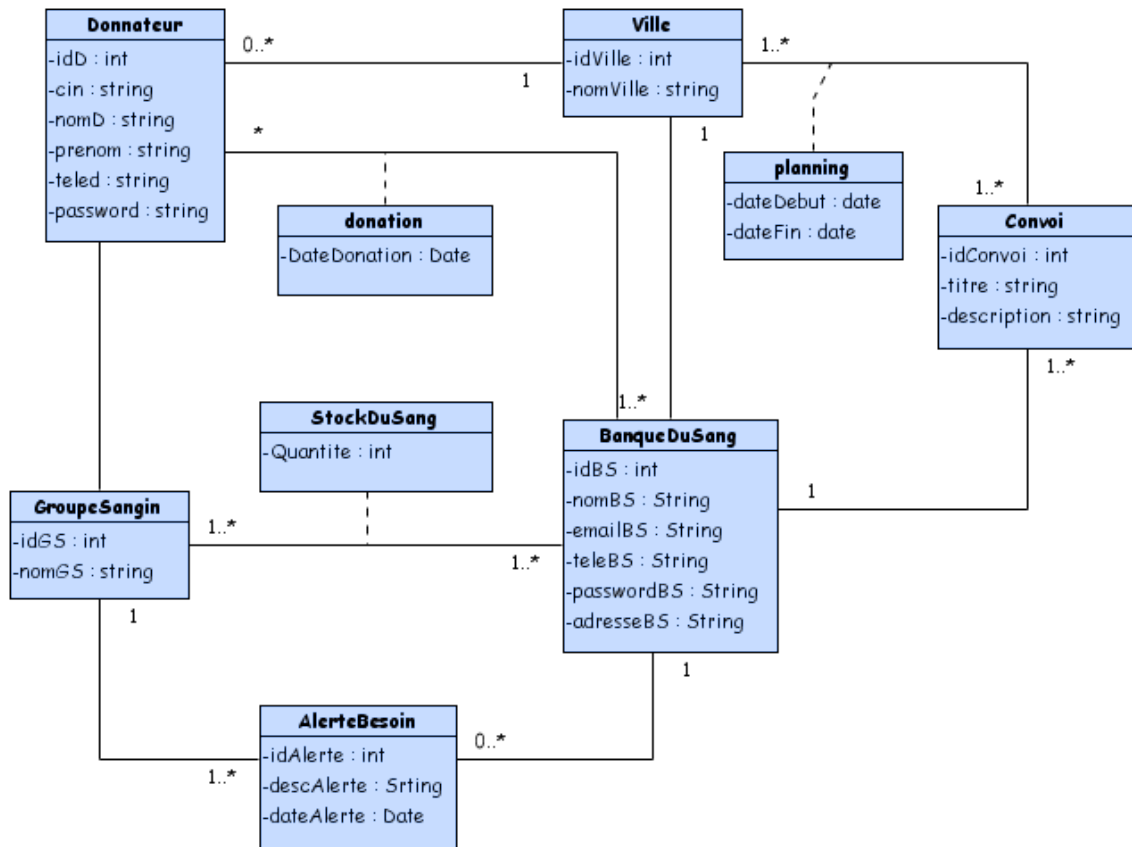 Donnateur
-idD : int
-cin : string
-nomD : string
-prenom : string
-teled : string
-password : string
0..*
1
*
Ville
-idVille : int
-nomVille : string
1..*
1
planning
-dateDebut : date
-dateFin : date
1..*
Convoi
-idConvoi : int
-titre : string
-description : string
1..*
donation
-DateDonation : Date
StockDuSang
-Quantite : int
1..*
BanqueDuSang
-idBS : int
-nomBS : String
-emailBS : String
-teleBS : String
-passwordBS : String
-adresseBS : String
1
1
GroupeSangin
-idGS : int
-nomGS : string
1..*
1..*
1
AlerteBesoin
-idAlerte : int
-descAlerte : Srting
-dateAlerte : Date
1..*
0..*